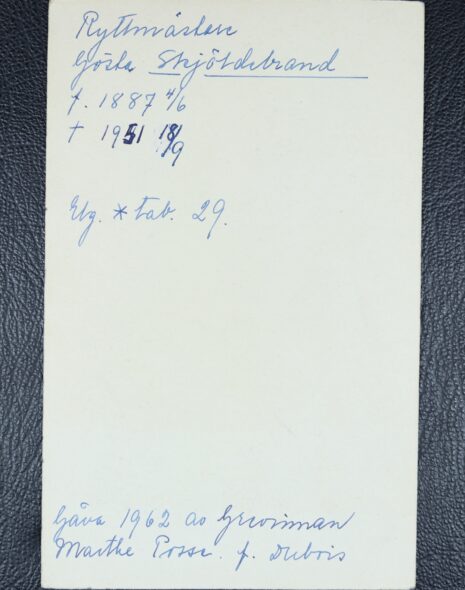 Ryttmästare
Gösta Skjöldebrand
f. 1887 4/6
† 1951 18/9
Elg. * tab. 29.
Gåva 1962 av Grevinnan
Marthe Posse. f. Dubois